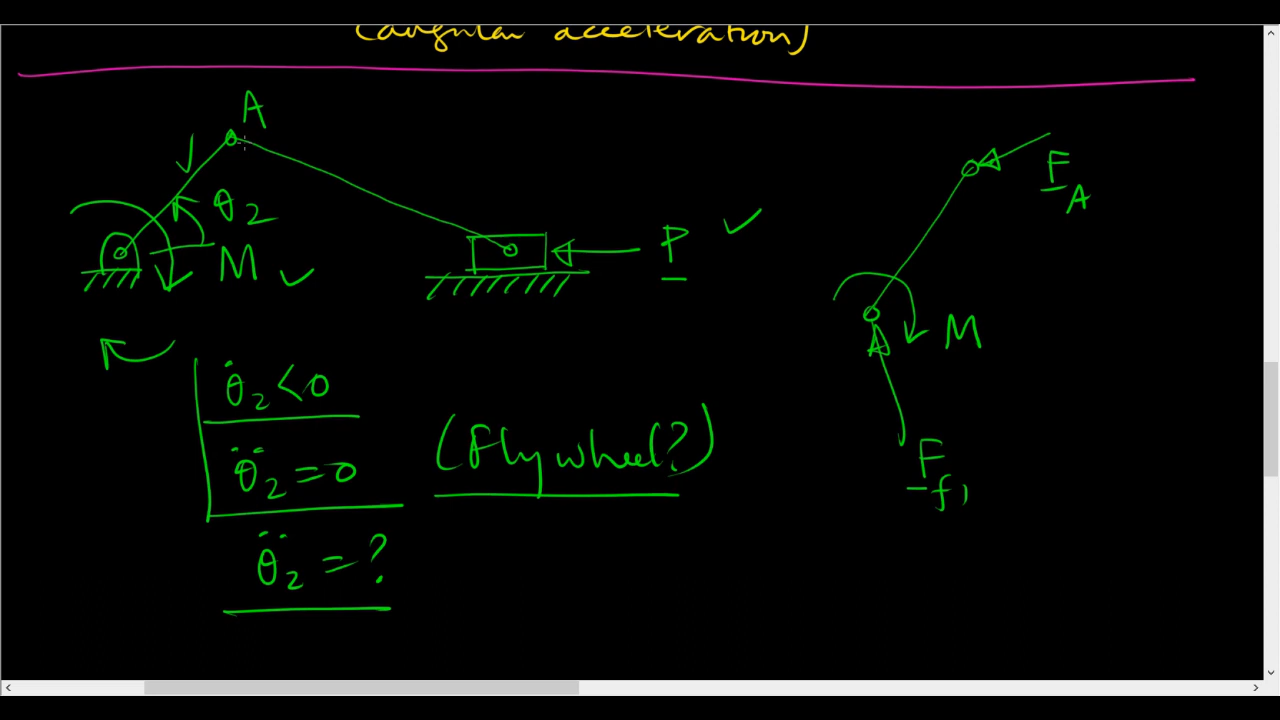 (angular acceleration)
A
θ₂
M ✓
P ✓
F_A
M
θ̇₂ < 0
θ̈₂ = 0
(Flywheel?)
F_f1
θ̈₂ = ?